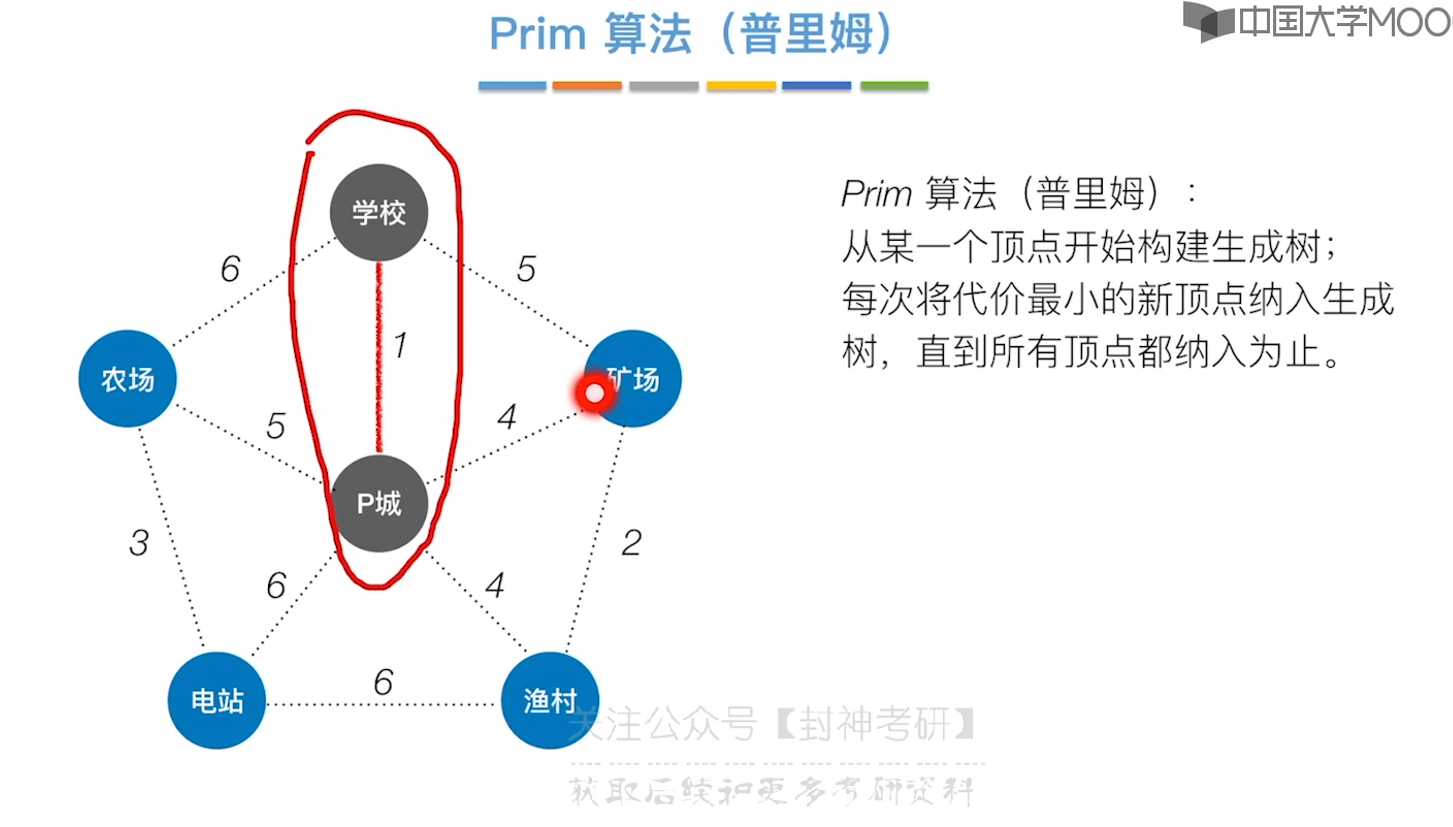 Prim 算法（普里姆）
中国大学MOO
学校
6
5
1
农场
矿场
5
4
P城
3
2
6
4
6
电站
渔村
Prim 算法（普里姆）:
从某一个顶点开始构建生成树;
每次将代价最小的新顶点纳入生成
树，直到所有顶点都纳入为止。
关注公众号【封神考研】
获取后续和更多考研资料